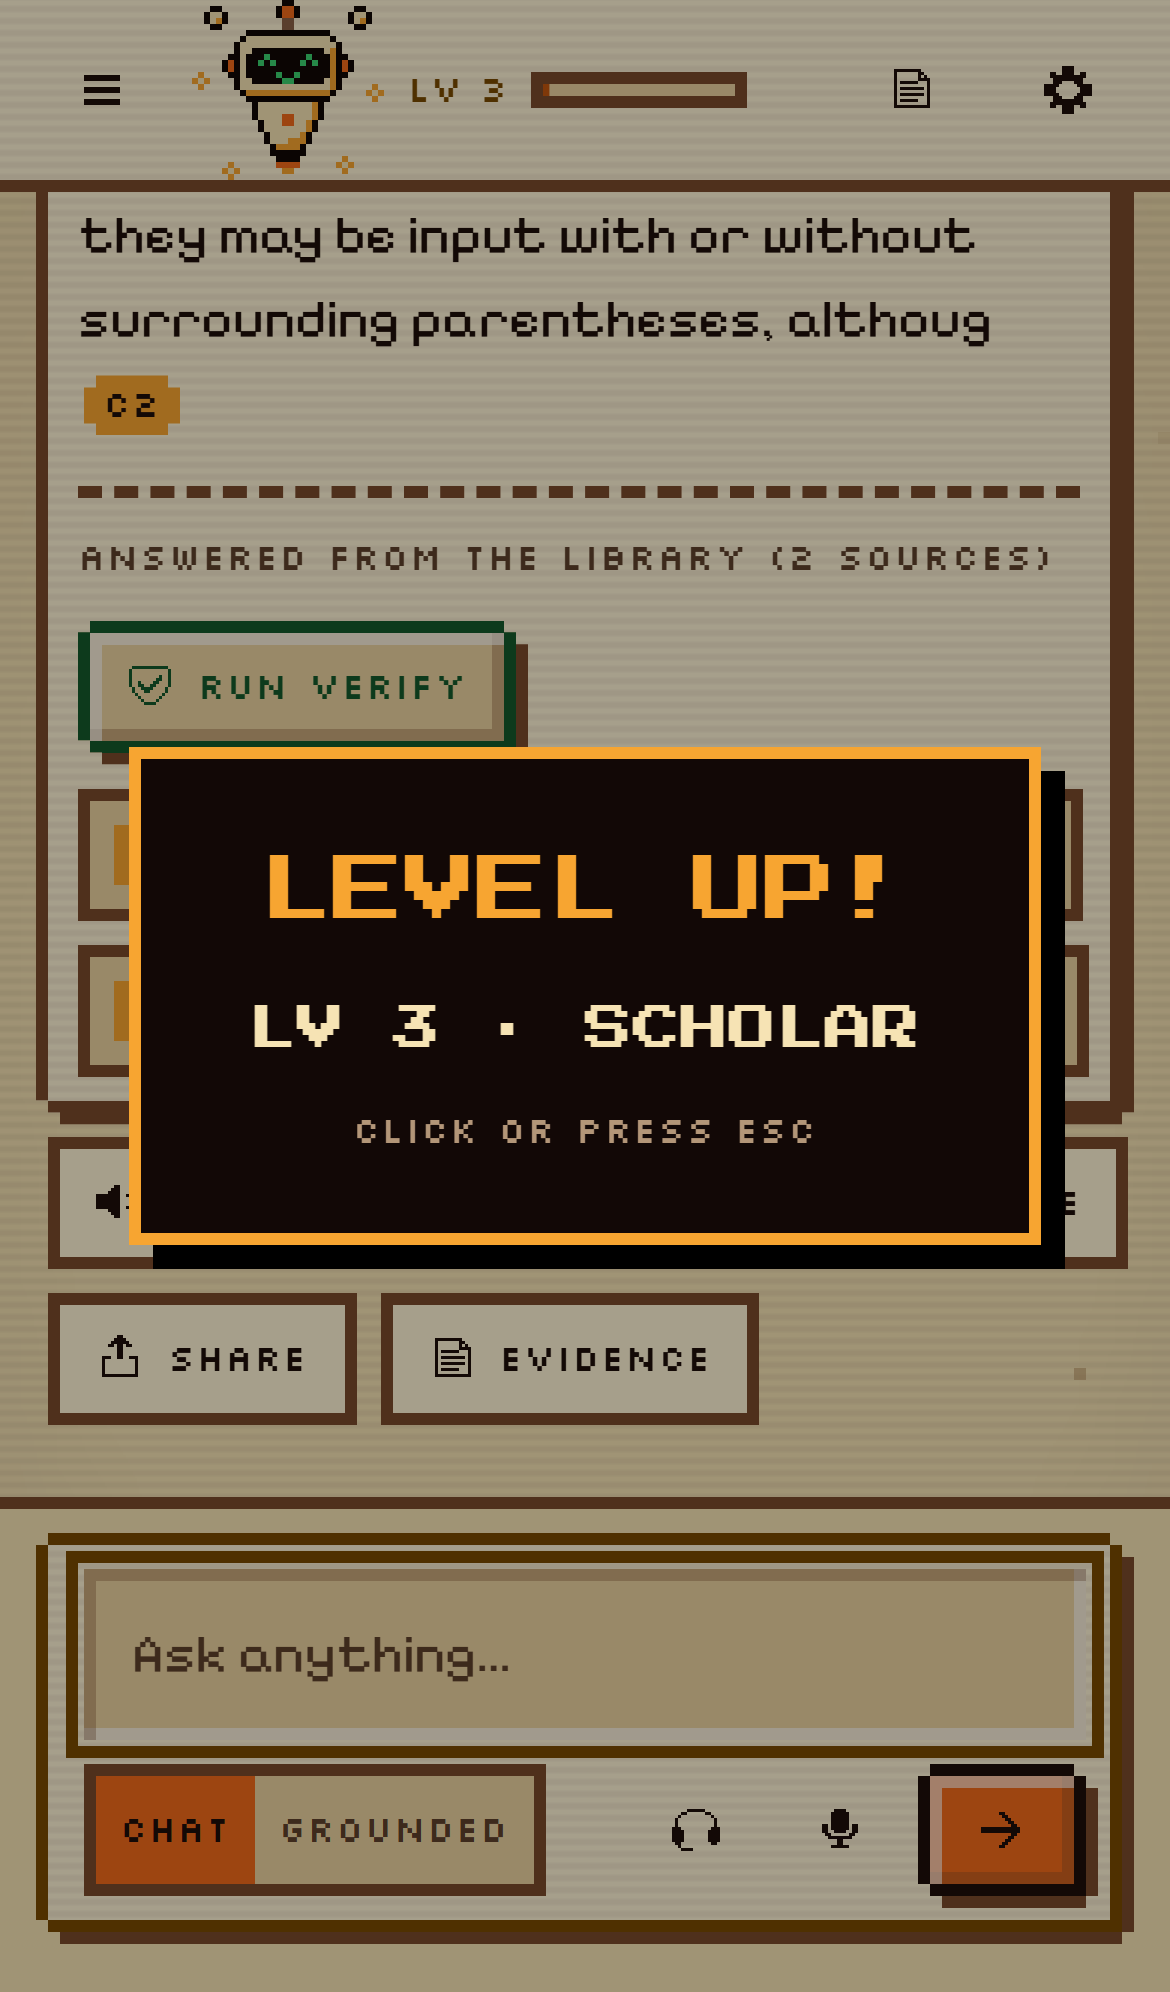 LV 3
they may be input with or without
surrounding parentheses, althoug
C2
ANSWERED FROM THE LIBRARY (2 SOURCES)
RUN VERIFY
LEVEL UP!
LV 3 · SCHOLAR
CLICK OR PRESS ESC
E
SHARE
EVIDENCE
Ask anything...
CHAT
GROUNDED